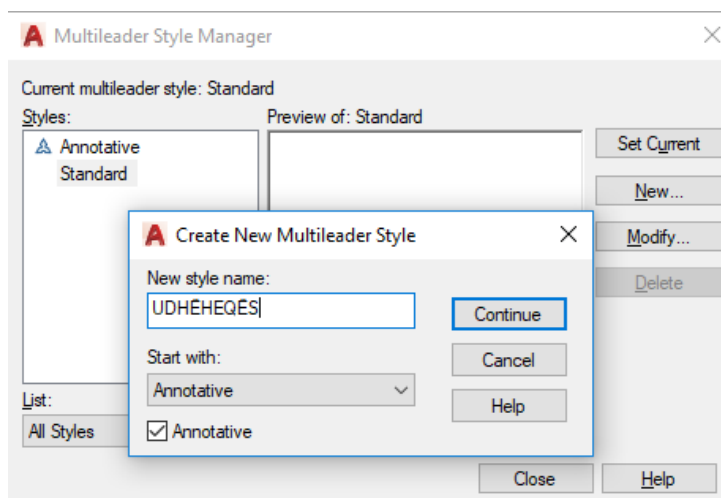 Multileader Style Manager
Current multileader style: Standard
Styles:
Preview of: Standard
Annotative
Standard
Set Current
New...
Modify...
Delete
Create New Multileader Style
New style name:
UDHËHEQËS
Continue
Start with:
Cancel
Annotative
Help
Annotative
List:
All Styles
Close
Help